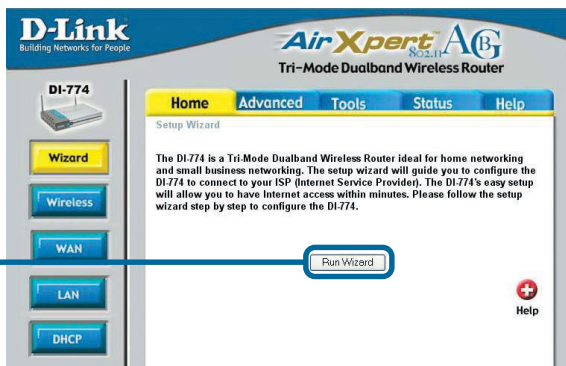 D-Link
Building Networks for People
Air Xpert 802.11 ABG
Tri-Mode Dualband Wireless Router
DI-774
Home Advanced Tools Status Help
Setup Wizard
The DI-774 is a Tri-Mode Dualband Wireless Router ideal for home networking
and small business networking. The setup wizard will guide you to configure the
DI-774 to connect to your ISP (Internet Service Provider). The DI-774's easy setup
will allow you to have Internet access within minutes. Please follow the setup
wizard step by step to configure the DI-774.
Wizard
Wireless
WAN
LAN
DHCP
Run Wizard
Help